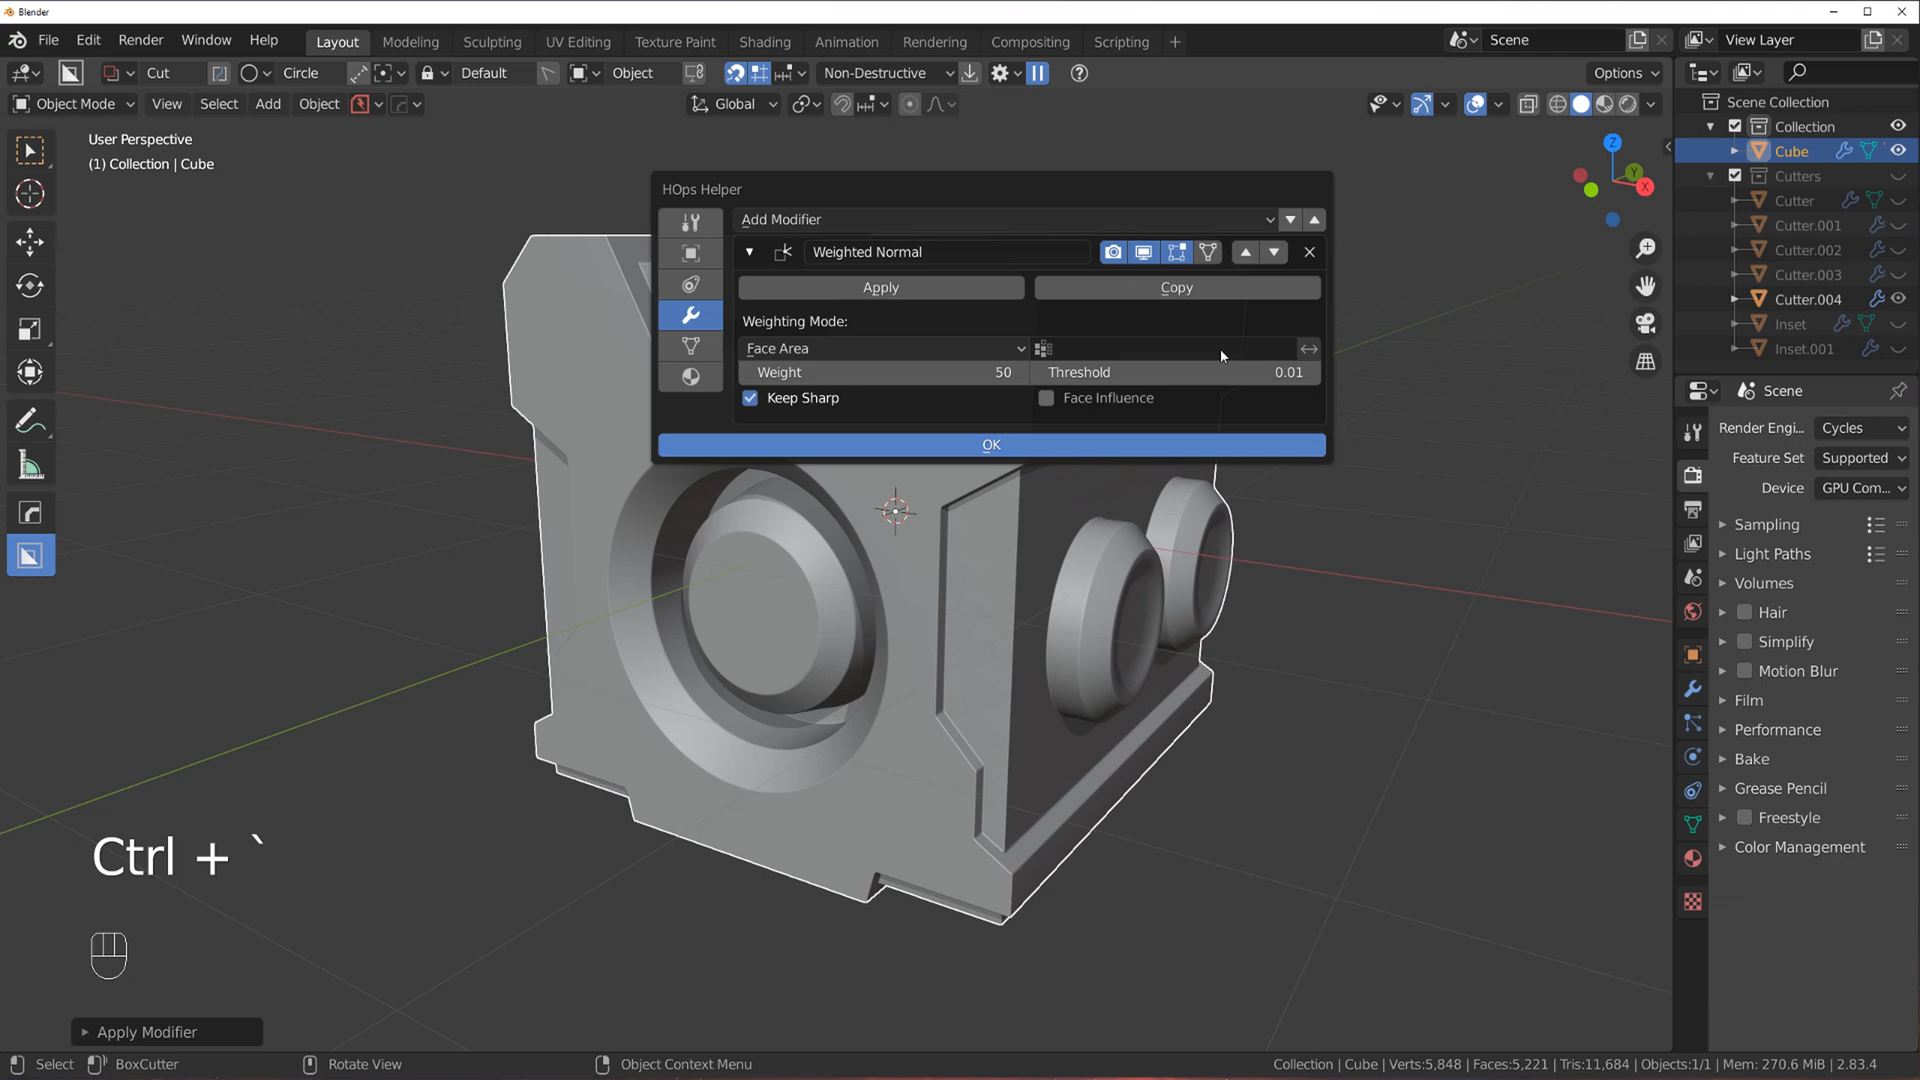 Blender
File Edit Render Window Help Layout Modeling Sculpting UV Editing Texture Paint Shading Animation Rendering Compositing Scripting + Scene View Layer
Cut Circle Default Object Non-Destructive Options
Object Mode View Select Add Object Global
User Perspective
(1) Collection | Cube
HOps Helper
Add Modifier
Weighted Normal
Apply Copy
Weighting Mode:
Face Area
Weight 50 Threshold 0.01
Keep Sharp Face Influence
OK
Z
Y
X
Scene Collection
Collection
Cube
Cutters
Cutter
Cutter.001
Cutter.002
Cutter.003
Cutter.004
Inset
Inset.001
Scene
Render Engi... Cycles
Feature Set Supported
Device GPU Com...
Sampling
Light Paths
Volumes
Hair
Simplify
Motion Blur
Film
Performance
Bake
Grease Pencil
Freestyle
Color Management
Ctrl + `
Apply Modifier
Select BoxCutter Rotate View Object Context Menu Collection | Cube | Verts:5,848 | Faces:5,221 | Tris:11,684 | Objects:1/1 | Mem: 270.6 MiB | 2.83.4